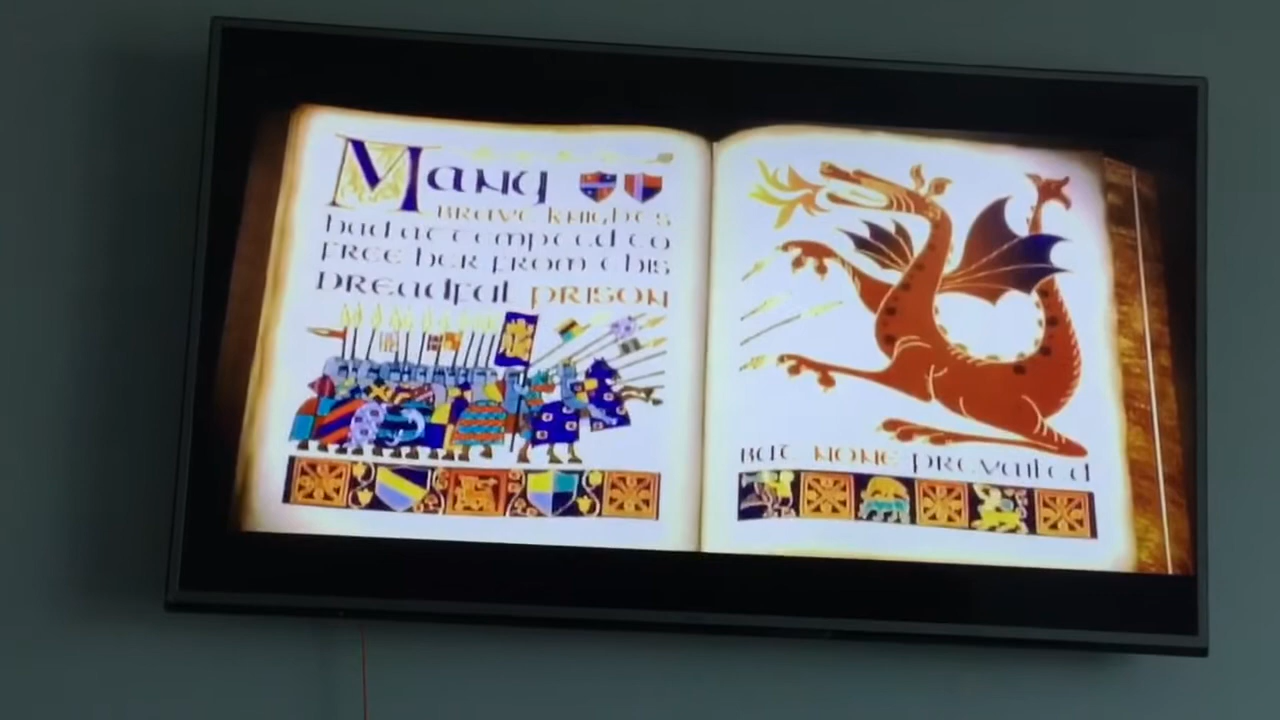 Many
BRAVE KNIGHTS
had attempted to
FREE her FROM this
DREadful PRISON
But NONE prevailed